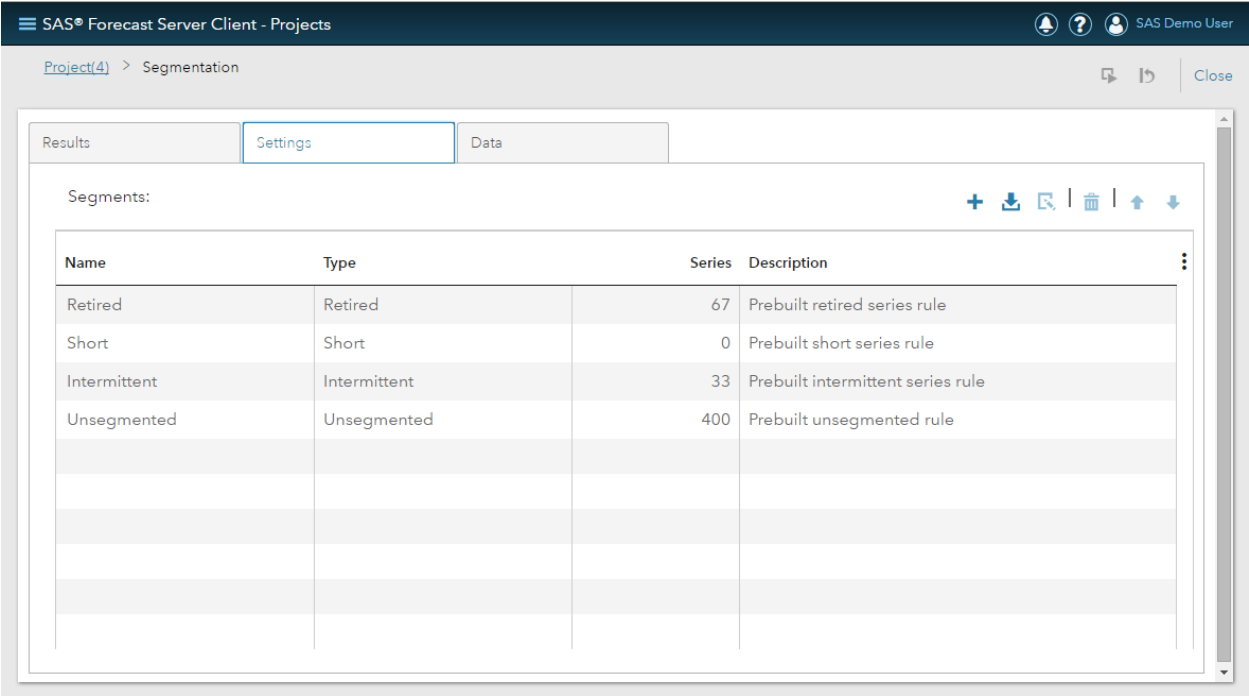 SAS® Forecast Server Client - Projects
? SAS Demo User
Project(4) > Segmentation
Close
Results Settings Data
Segments:
Name Type Series Description
Retired Retired 67 Prebuilt retired series rule
Short Short 0 Prebuilt short series rule
Intermittent Intermittent 33 Prebuilt intermittent series rule
Unsegmented Unsegmented 400 Prebuilt unsegmented rule